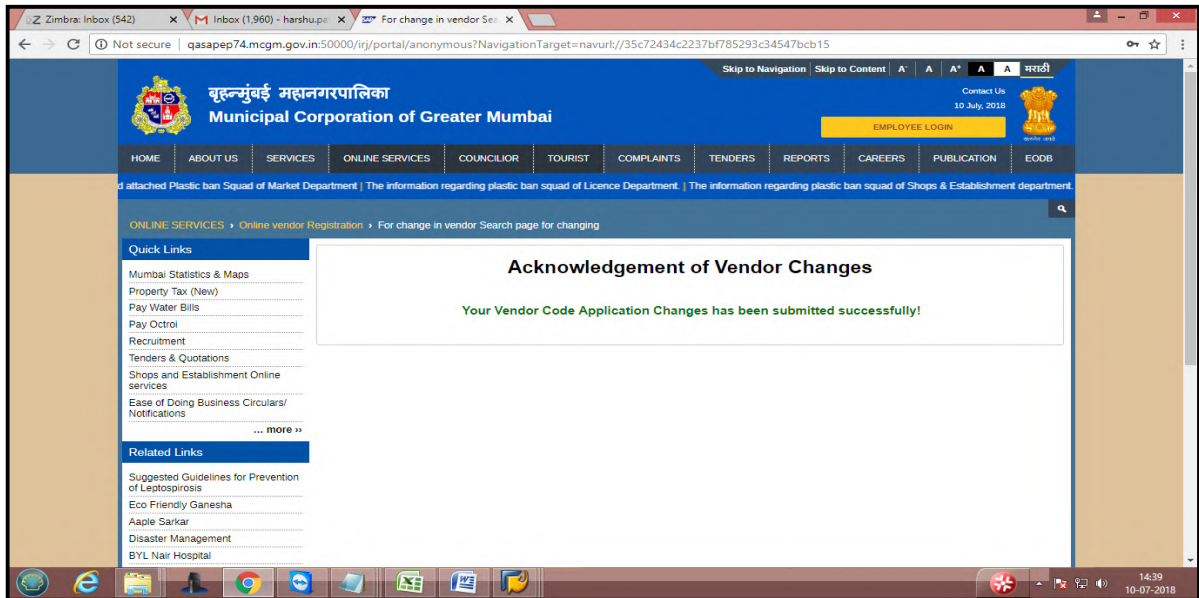 Zimbra: Inbox (542)
Inbox (1,960) - harshu.pa
For change in vendor Sea
Not secure | qasapep74.mcgm.gov.in:50000/irj/portal/anonymous?NavigationTarget=navurl://35c72434c2237bf785293c34547bcb15
Skip to Navigation | Skip to Content | A- A A+ A A मराठी
बृहन्मुंबई महानगरपालिका
Municipal Corporation of Greater Mumbai
Contact Us
10 July, 2018
EMPLOYEE LOGIN
HOME ABOUT US SERVICES ONLINE SERVICES COUNCILIOR TOURIST COMPLAINTS TENDERS REPORTS CAREERS PUBLICATION EODB
d attached Plastic ban Squad of Market Department | The information regarding plastic ban squad of Licence Department. | The information regarding plastic ban squad of Shops & Establishment department.
ONLINE SERVICES › Online vendor Registration › For change in vendor Search page for changing
Quick Links
Mumbai Statistics & Maps
Property Tax (New)
Pay Water Bills
Pay Octroi
Recruitment
Tenders & Quotations
Shops and Establishment Online
services
Ease of Doing Business Circulars/
Notifications
... more ››
Acknowledgement of Vendor Changes
Your Vendor Code Application Changes has been submitted successfully!
Related Links
Suggested Guidelines for Prevention
of Leptospirosis
Eco Friendly Ganesha
Aaple Sarkar
Disaster Management
BYL Nair Hospital
14:39
10-07-2018